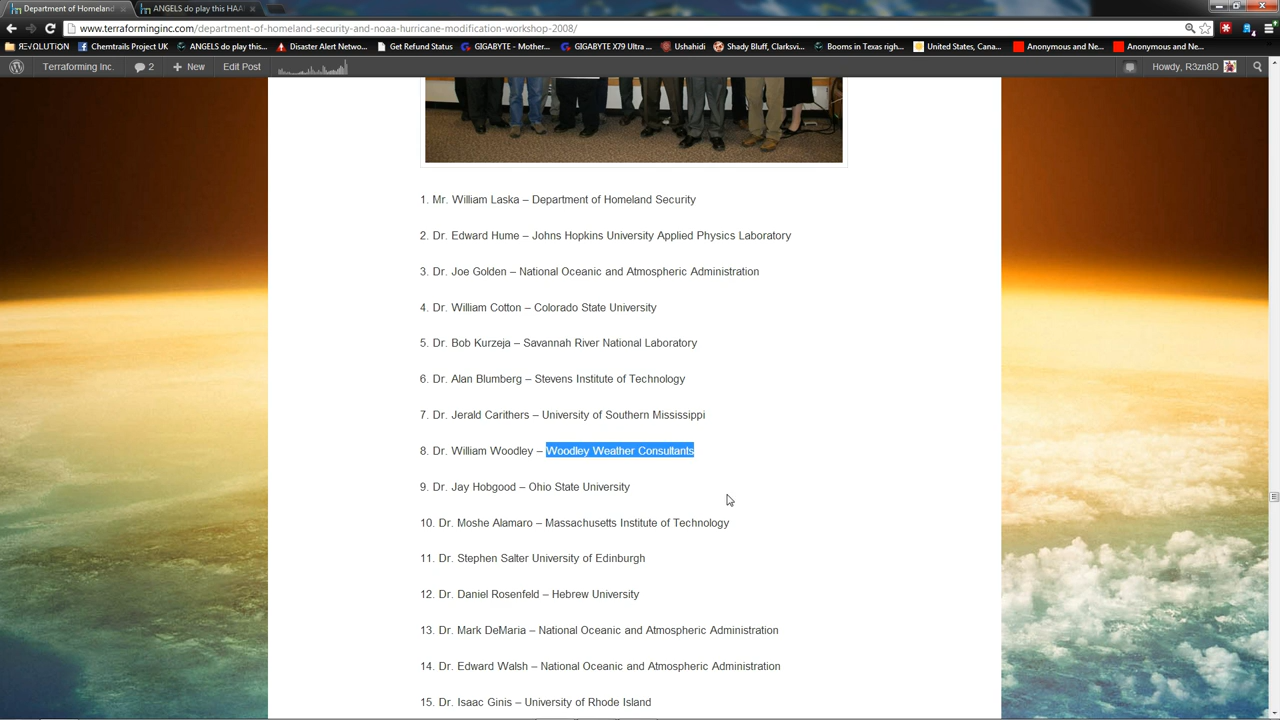 Department of Homeland
ANGELS do play this HAA
www.terraforminginc.com/department-of-homeland-security-and-noaa-hurricane-modification-workshop-2008/
Chemtrails Project UK
ANGELS do play this...
Disaster Alert Netwo...
Get Refund Status
GIGABYTE - Mother...
GIGABYTE X79 Ultra ...
Ushahidi
Shady Bluff, Clarksvi...
Booms in Texas righ...
United States, Cana...
Anonymous and Ne...
Anonymous and Ne...
Terraforming Inc.
2
New
Edit Post
Howdy, R3zn8D
1. Mr. William Laska – Department of Homeland Security
2. Dr. Edward Hume – Johns Hopkins University Applied Physics Laboratory
3. Dr. Joe Golden – National Oceanic and Atmospheric Administration
4. Dr. William Cotton – Colorado State University
5. Dr. Bob Kurzeja – Savannah River National Laboratory
6. Dr. Alan Blumberg – Stevens Institute of Technology
7. Dr. Jerald Carithers – University of Southern Mississippi
8. Dr. William Woodley – Woodley Weather Consultants
9. Dr. Jay Hobgood – Ohio State University
10. Dr. Moshe Alamaro – Massachusetts Institute of Technology
11. Dr. Stephen Salter University of Edinburgh
12. Dr. Daniel Rosenfeld – Hebrew University
13. Dr. Mark DeMaria – National Oceanic and Atmospheric Administration
14. Dr. Edward Walsh – National Oceanic and Atmospheric Administration
15. Dr. Isaac Ginis – University of Rhode Island